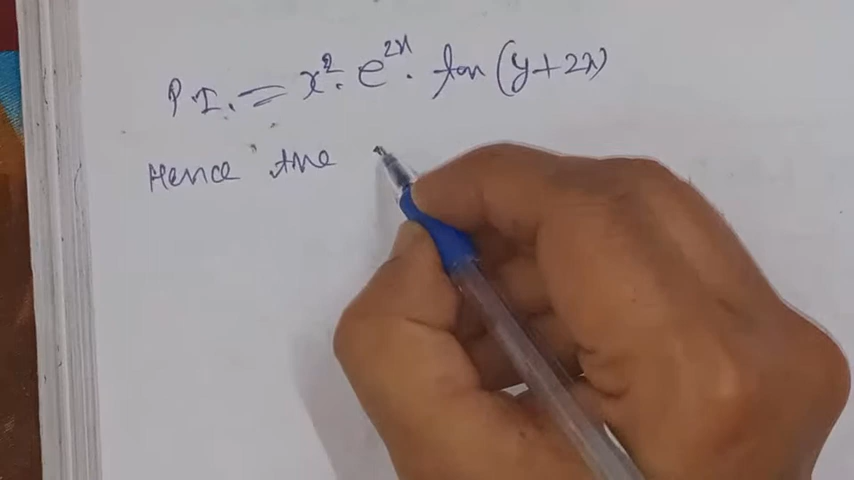 P.I. = x². e^{2x}. tan (y+2x)
Hence the